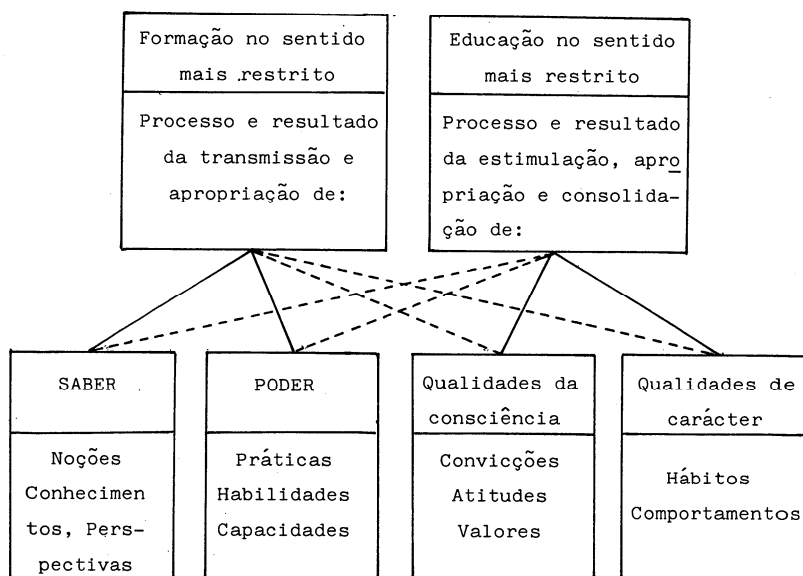 Formação no sentido
mais restrito
Processo e resultado
da transmissão e
apropriação de:
Educação no sentido
mais restrito
Processo e resultado
da estimulação, apro
priação e consolida-
ção de:
SABER
Noções
Conhecimen
tos, Pers-
pectivas
PODER
Práticas
Habilidades
Capacidades
Qualidades da
consciência
Convicções
Atitudes
Valores
Qualidades de
carácter
Hábitos
Comportamentos